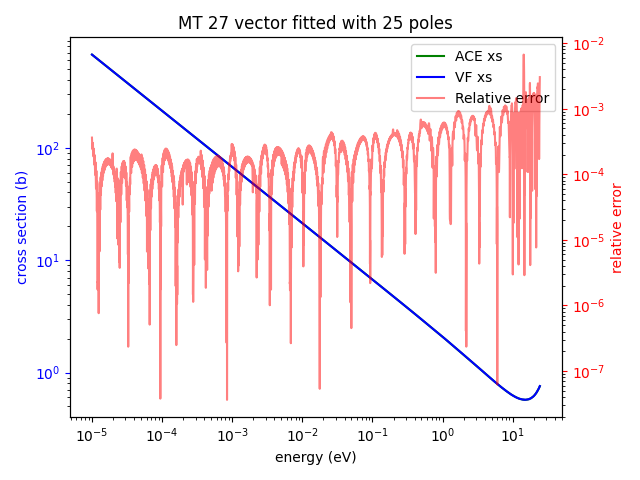 MT 27 vector fitted with 25 poles
ACE xs
VF xs
Relative error
cross section (b)
10^2
10^1
10^0
10^-2
10^-3
10^-4
10^-5
10^-6
10^-7
relative error
10^-5
10^-4
10^-3
10^-2
10^-1
10^0
10^1
energy (eV)